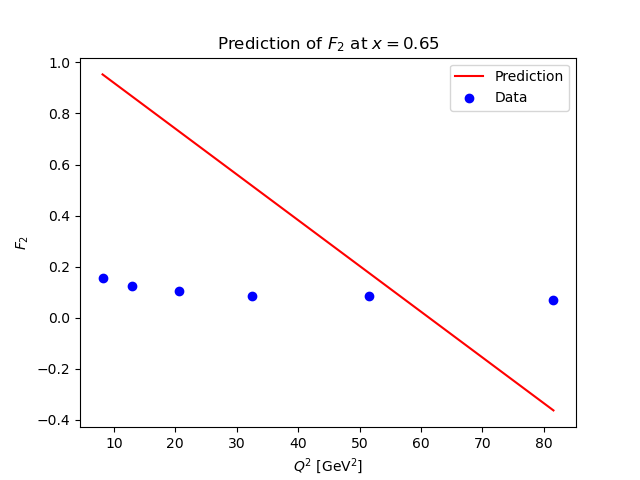 Prediction of F₂ at x = 0.65
Prediction
Data
1.0
0.8
0.6
0.4
0.2
0.0
−0.2
−0.4
F₂
10 20 30 40 50 60 70 80
Q² [GeV²]